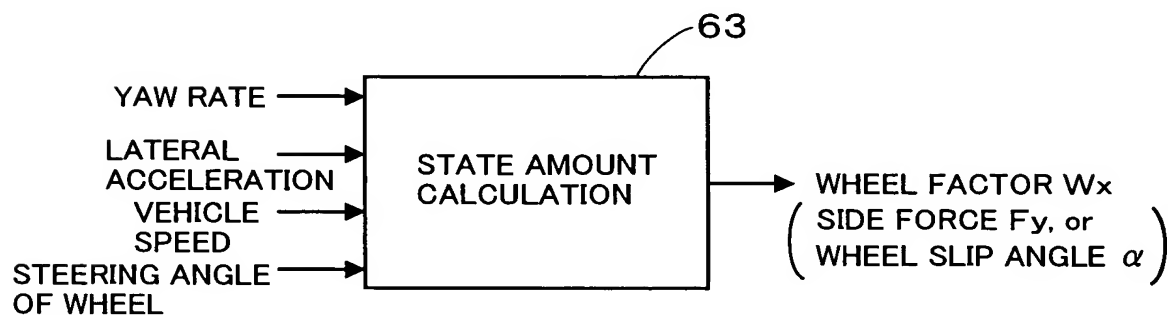 63
YAW RATE
LATERAL
ACCELERATION
VEHICLE
SPEED
STEERING ANGLE
OF WHEEL
STATE AMOUNT
CALCULATION
WHEEL FACTOR Wx
(SIDE FORCE Fy, or
WHEEL SLIP ANGLE α)